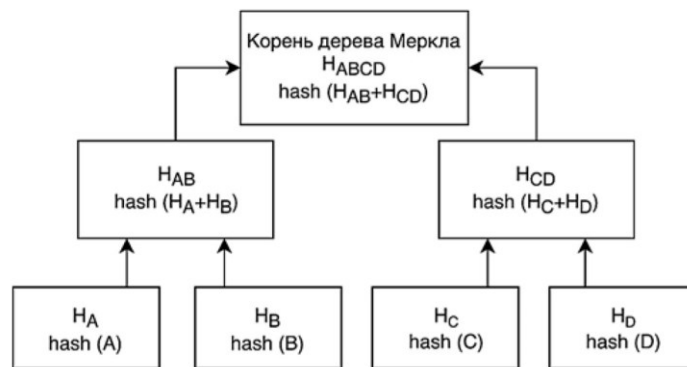 Корень дерева Меркла
HABCD
hash (HAB+HCD)
HAB
hash (HA+HB)
HCD
hash (HC+HD)
HA
hash (A)
HB
hash (B)
HC
hash (C)
HD
hash (D)